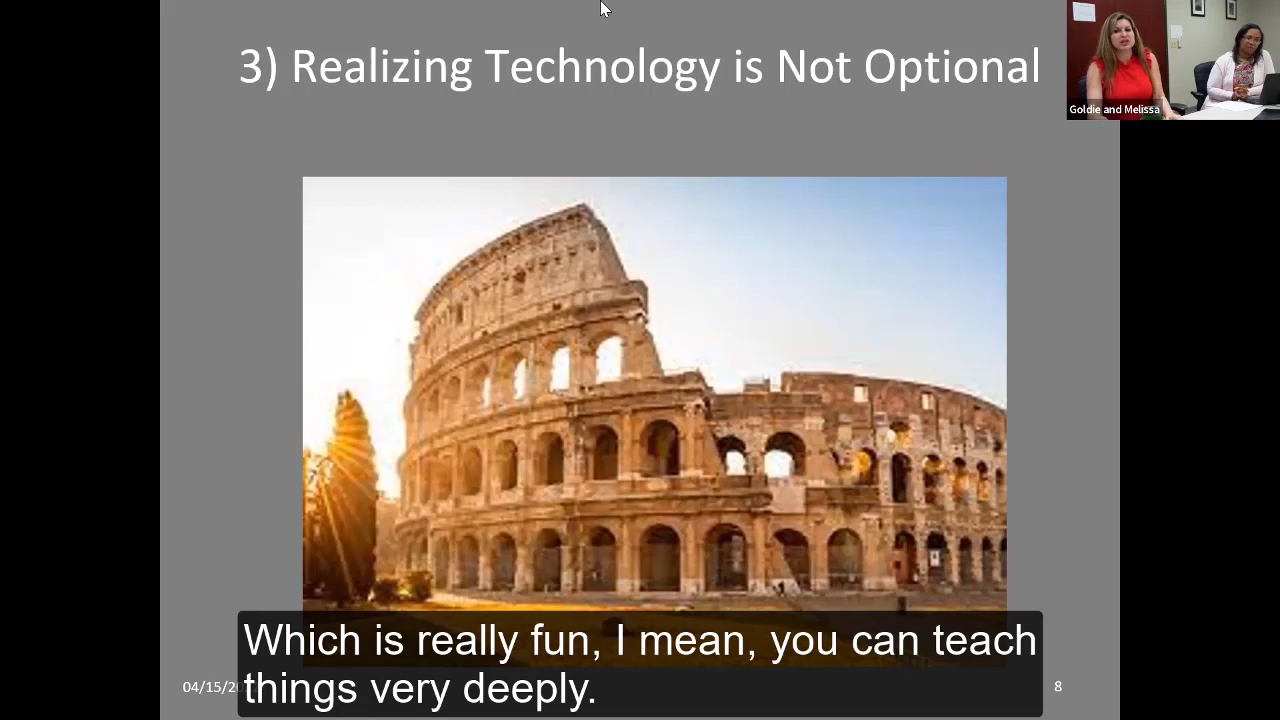 3) Realizing Technology is Not Optional
Goldie and Melissa
Which is really fun, I mean, you can teach
things very deeply.
04/15/2
8